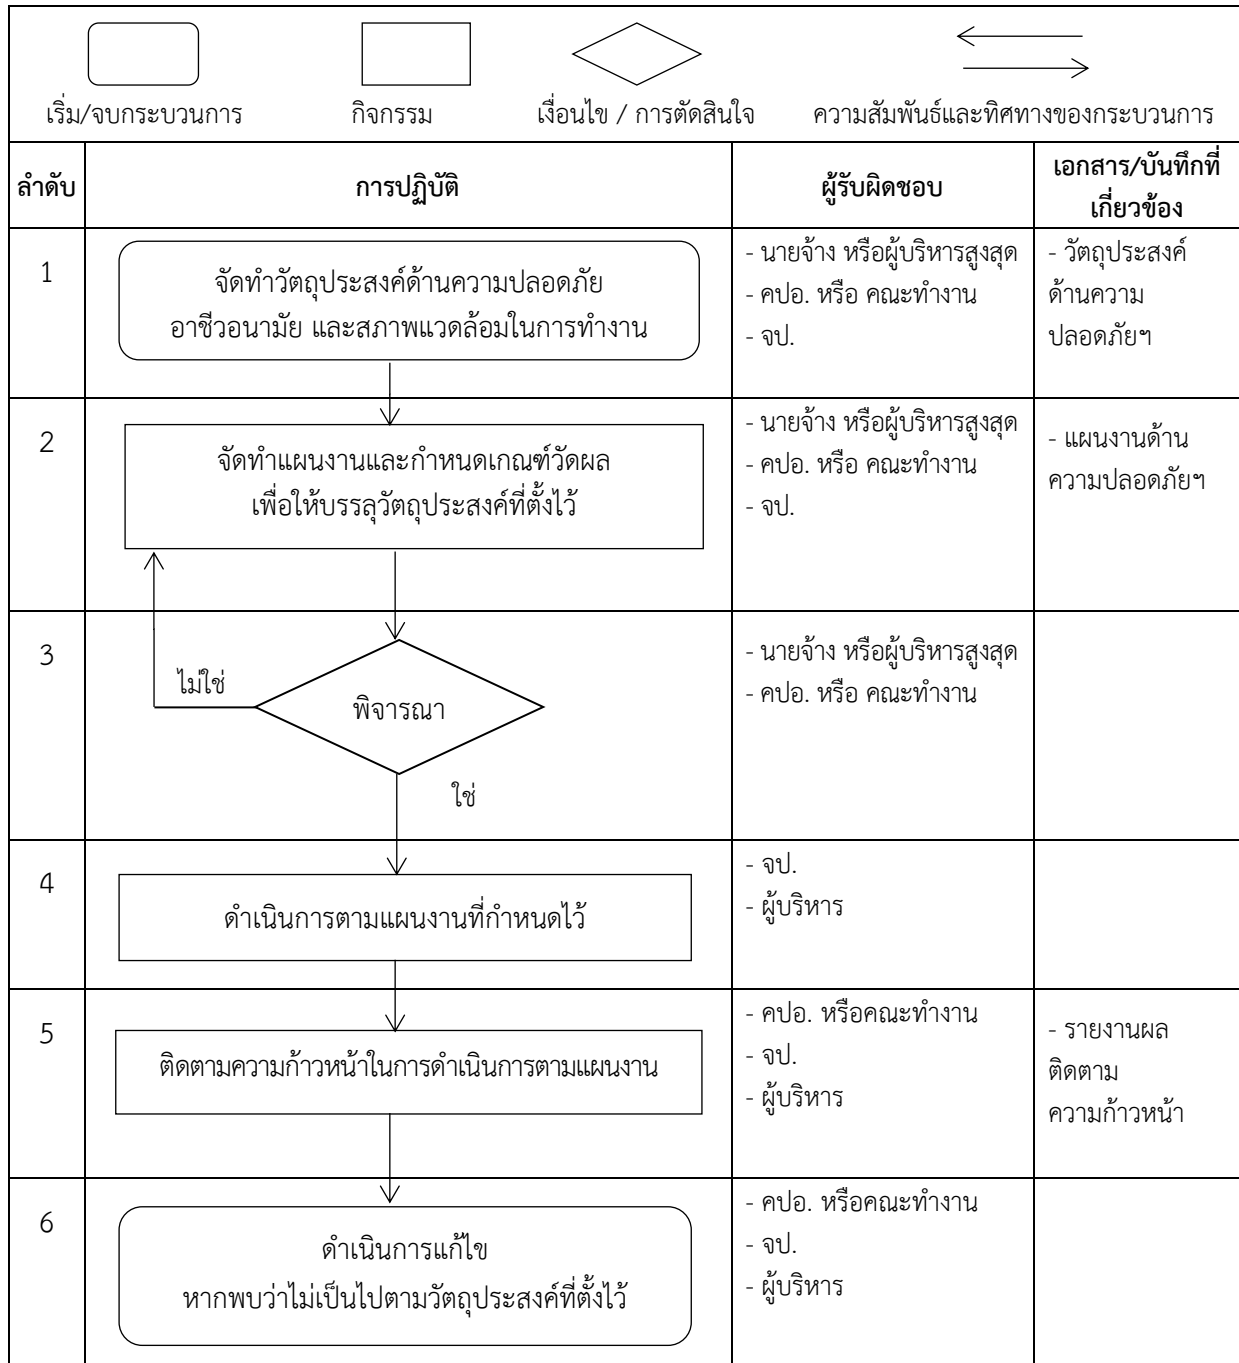 เริ่ม/จบกระบวนการ
กิจกรรม
เงื่อนไข / การตัดสินใจ
ความสัมพันธ์และทิศทางของกระบวนการ
ลำดับ
การปฏิบัติ
ผู้รับผิดชอบ
เอกสาร/บันทึกที่
เกี่ยวข้อง
1
จัดทำวัตถุประสงค์ด้านความปลอดภัย
อาชีวอนามัย และสภาพแวดล้อมในการทำงาน
- นายจ้าง หรือผู้บริหารสูงสุด
- คปอ. หรือ คณะทำงาน
- จป.
- วัตถุประสงค์
ด้านความ
ปลอดภัยฯ
2
จัดทำแผนงานและกำหนดเกณฑ์วัดผล
เพื่อให้บรรลุวัตถุประสงค์ที่ตั้งไว้
- นายจ้าง หรือผู้บริหารสูงสุด
- คปอ. หรือ คณะทำงาน
- จป.
- แผนงานด้าน
ความปลอดภัยฯ
3
ไม่ใช่
พิจารณา
ใช่
- นายจ้าง หรือผู้บริหารสูงสุด
- คปอ. หรือ คณะทำงาน
4
ดำเนินการตามแผนงานที่กำหนดไว้
- จป.
- ผู้บริหาร
5
ติดตามความก้าวหน้าในการดำเนินการตามแผนงาน
- คปอ. หรือคณะทำงาน
- จป.
- ผู้บริหาร
- รายงานผล
ติดตาม
ความก้าวหน้า
6
ดำเนินการแก้ไข
หากพบว่าไม่เป็นไปตามวัตถุประสงค์ที่ตั้งไว้
- คปอ. หรือคณะทำงาน
- จป.
- ผู้บริหาร